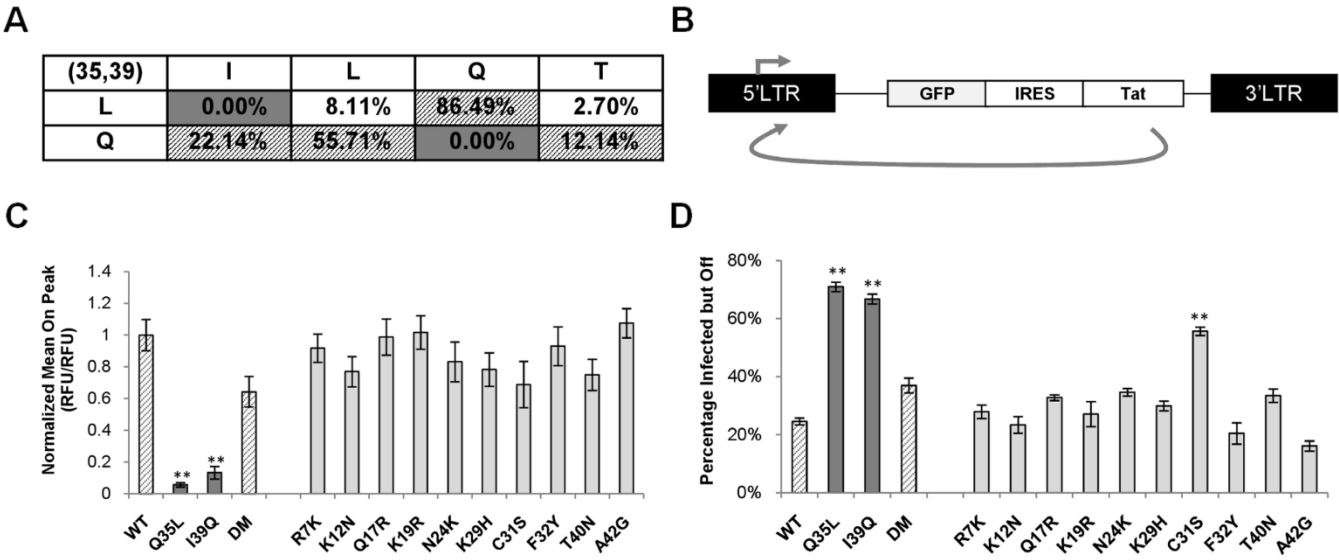 A
(35,39) I L Q T
L 0.00% 8.11% 86.49% 2.70%
Q 22.14% 55.71% 0.00% 12.14%
B
5'LTR GFP IRES Tat 3'LTR
C
Normalized Mean On Peak
(RFU/RFU)
1.4
1.2
1
0.8
0.6
0.4
0.2
0
** **
WT Q35L I39Q DM R7K K12N Q17R K19R N24K K29H C31S F32Y T40N A42G
D
Percentage Infected but Off
80%
60%
40%
20%
0%
** ** **
WT Q35L I39Q DM R7K K12N Q17R K19R N24K K29H C31S F32Y T40N A42G